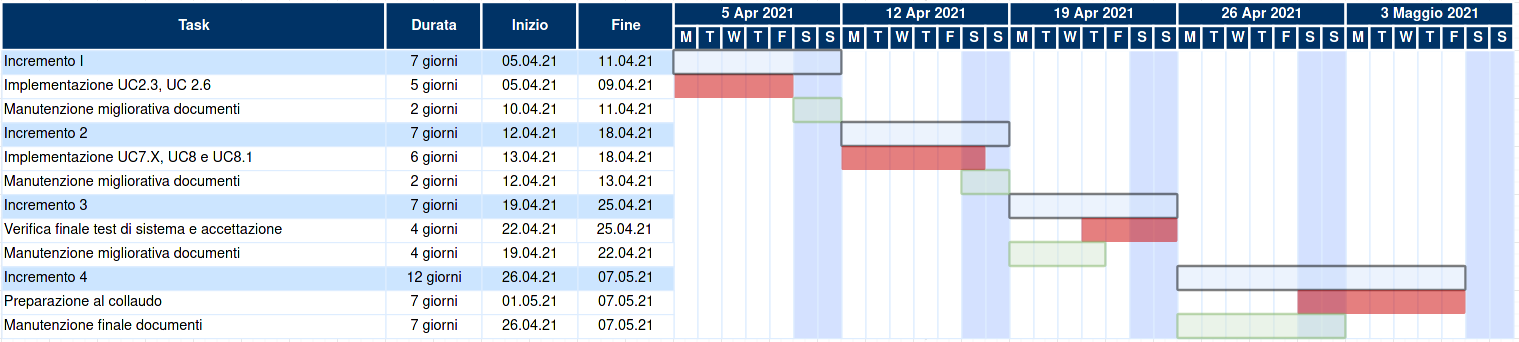 Task Durata Inizio Fine 5 Apr 2021 12 Apr 2021 19 Apr 2021 26 Apr 2021 3 Maggio 2021
M T W T F S S M T W T F S S M T W T F S S M T W T F S S M T W T F S S
Incremento I 7 giorni 05.04.21 11.04.21
Implementazione UC2.3, UC 2.6 5 giorni 05.04.21 09.04.21
Manutenzione migliorativa documenti 2 giorni 10.04.21 11.04.21
Incremento 2 7 giorni 12.04.21 18.04.21
Implementazione UC7.X, UC8 e UC8.1 6 giorni 13.04.21 18.04.21
Manutenzione migliorativa documenti 2 giorni 12.04.21 13.04.21
Incremento 3 7 giorni 19.04.21 25.04.21
Verifica finale test di sistema e accettazione 4 giorni 22.04.21 25.04.21
Manutenzione migliorativa documenti 4 giorni 19.04.21 22.04.21
Incremento 4 12 giorni 26.04.21 07.05.21
Preparazione al collaudo 7 giorni 01.05.21 07.05.21
Manutenzione finale documenti 7 giorni 26.04.21 07.05.21